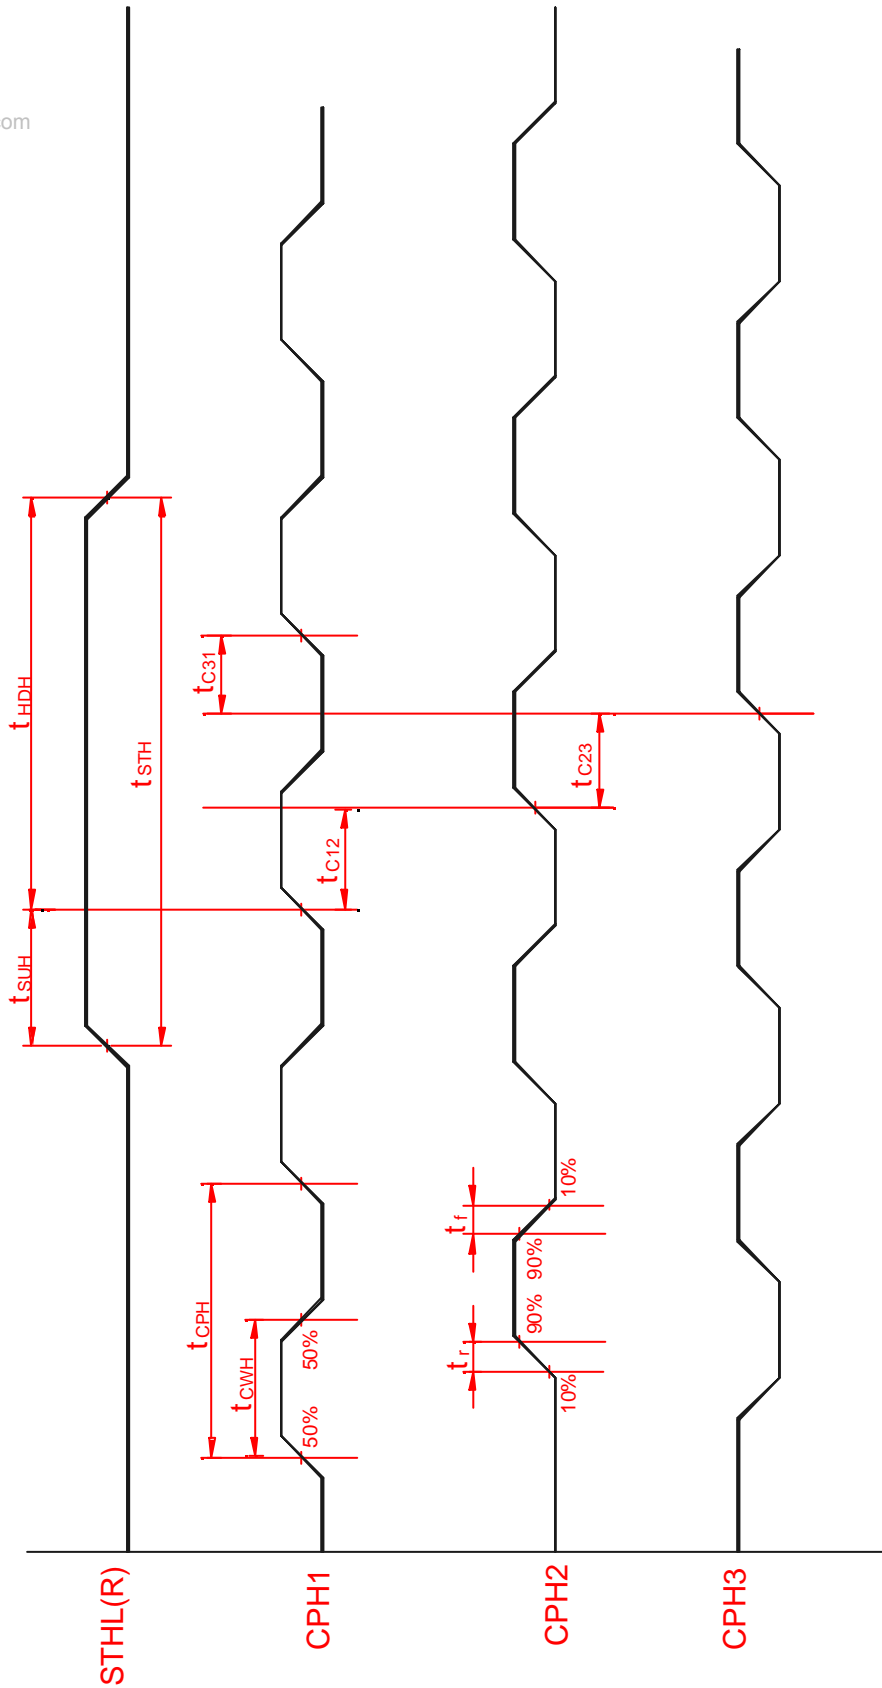 com
STHL(R)
tSUH
tHDH
tSTH
CPH1
tCWH
50%
50%
tCPH
tC12
tC31
CPH2
tr
10%
90%
tf
90%
10%
tC23
CPH3